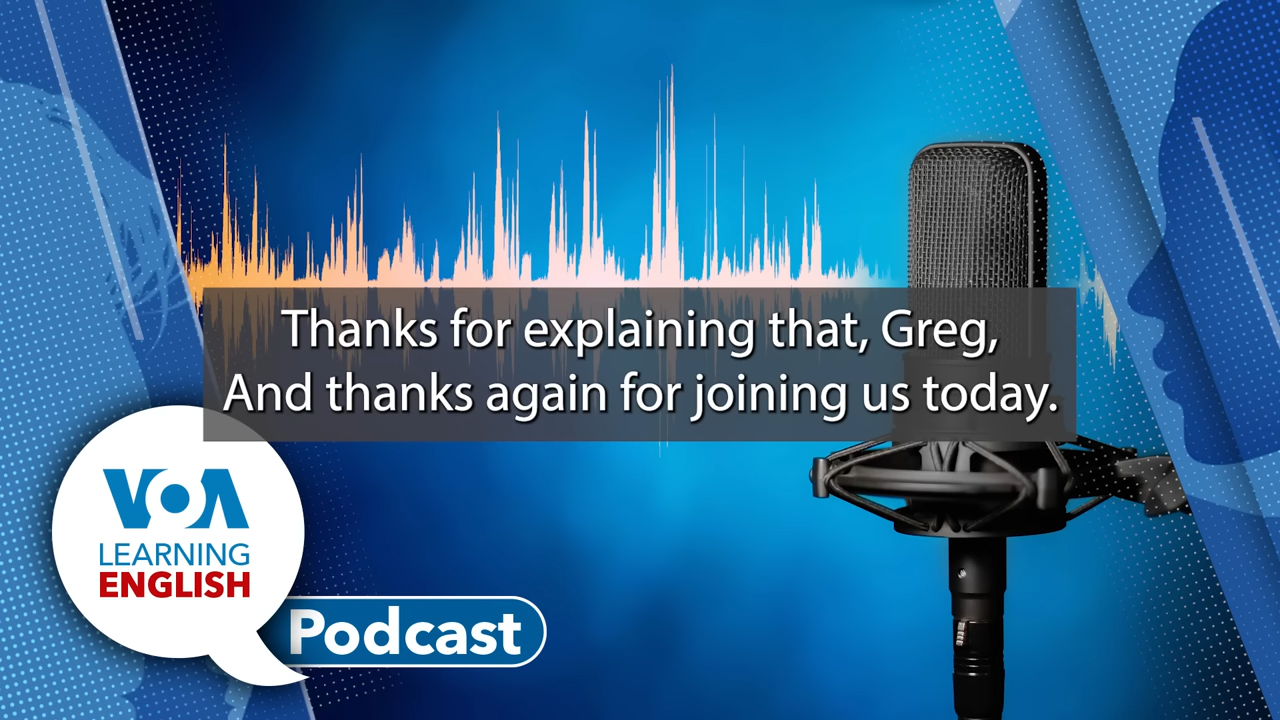 Thanks for explaining that, Greg,
And thanks again for joining us today.
VOA
LEARNING
ENGLISH
Podcast